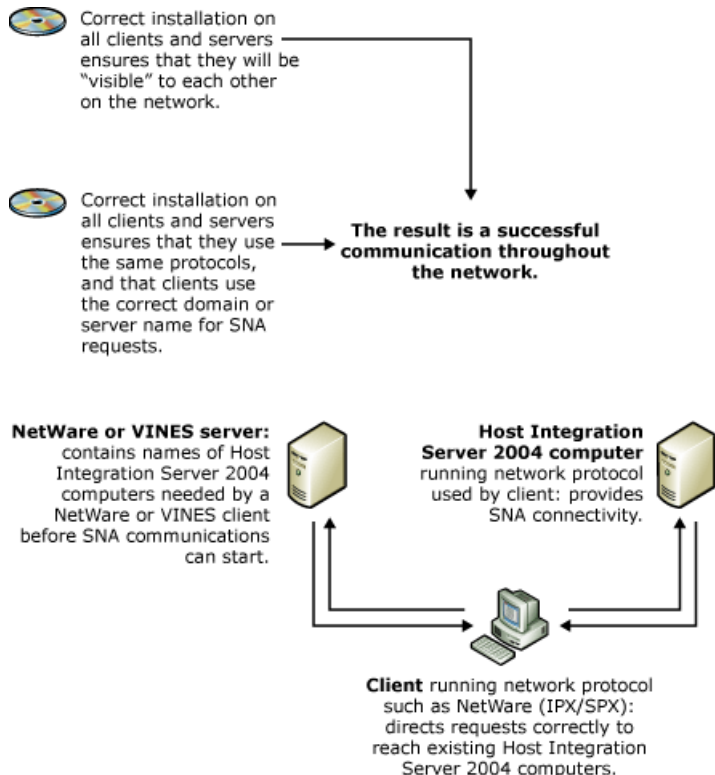 Correct installation on
all clients and servers
ensures that they will be
“visible” to each other
on the network.
Correct installation on
all clients and servers
ensures that they use
the same protocols,
and that clients use
the correct domain or
server name for SNA
requests.
The result is a successful
communication throughout
the network.
NetWare or VINES server:
contains names of Host
Integration Server 2004
computers needed by a
NetWare or VINES client
before SNA communications
can start.
Host Integration
Server 2004 computer
running network protocol
used by client: provides
SNA connectivity.
Client running network protocol
such as NetWare (IPX/SPX):
directs requests correctly to
reach existing Host Integration
Server 2004 computers.